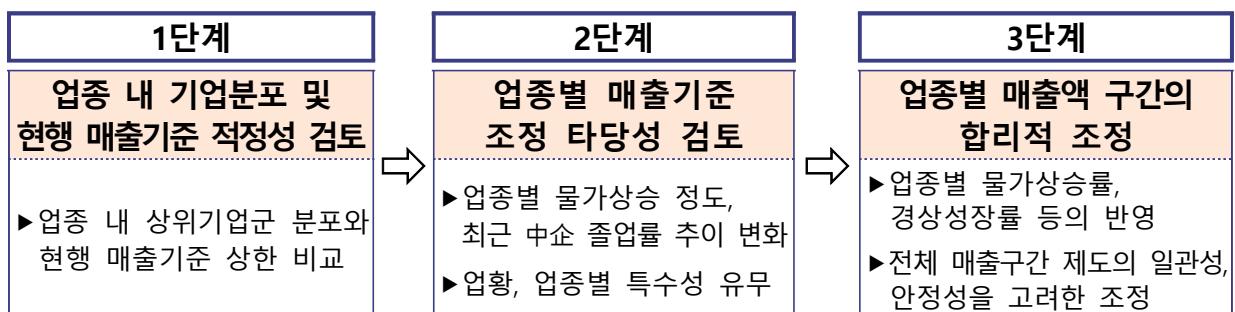 1단계
업종 내 기업분포 및
현행 매출기준 적정성 검토
▶업종 내 상위기업군 분포와
현행 매출기준 상한 비교
2단계
업종별 매출기준
조정 타당성 검토
▶업종별 물가상승 정도,
최근 中企 졸업률 추이 변화
▶업황, 업종별 특수성 유무
3단계
업종별 매출액 구간의
합리적 조정
▶업종별 물가상승률,
경상성장률 등의 반영
▶전체 매출구간 제도의 일관성,
안정성을 고려한 조정